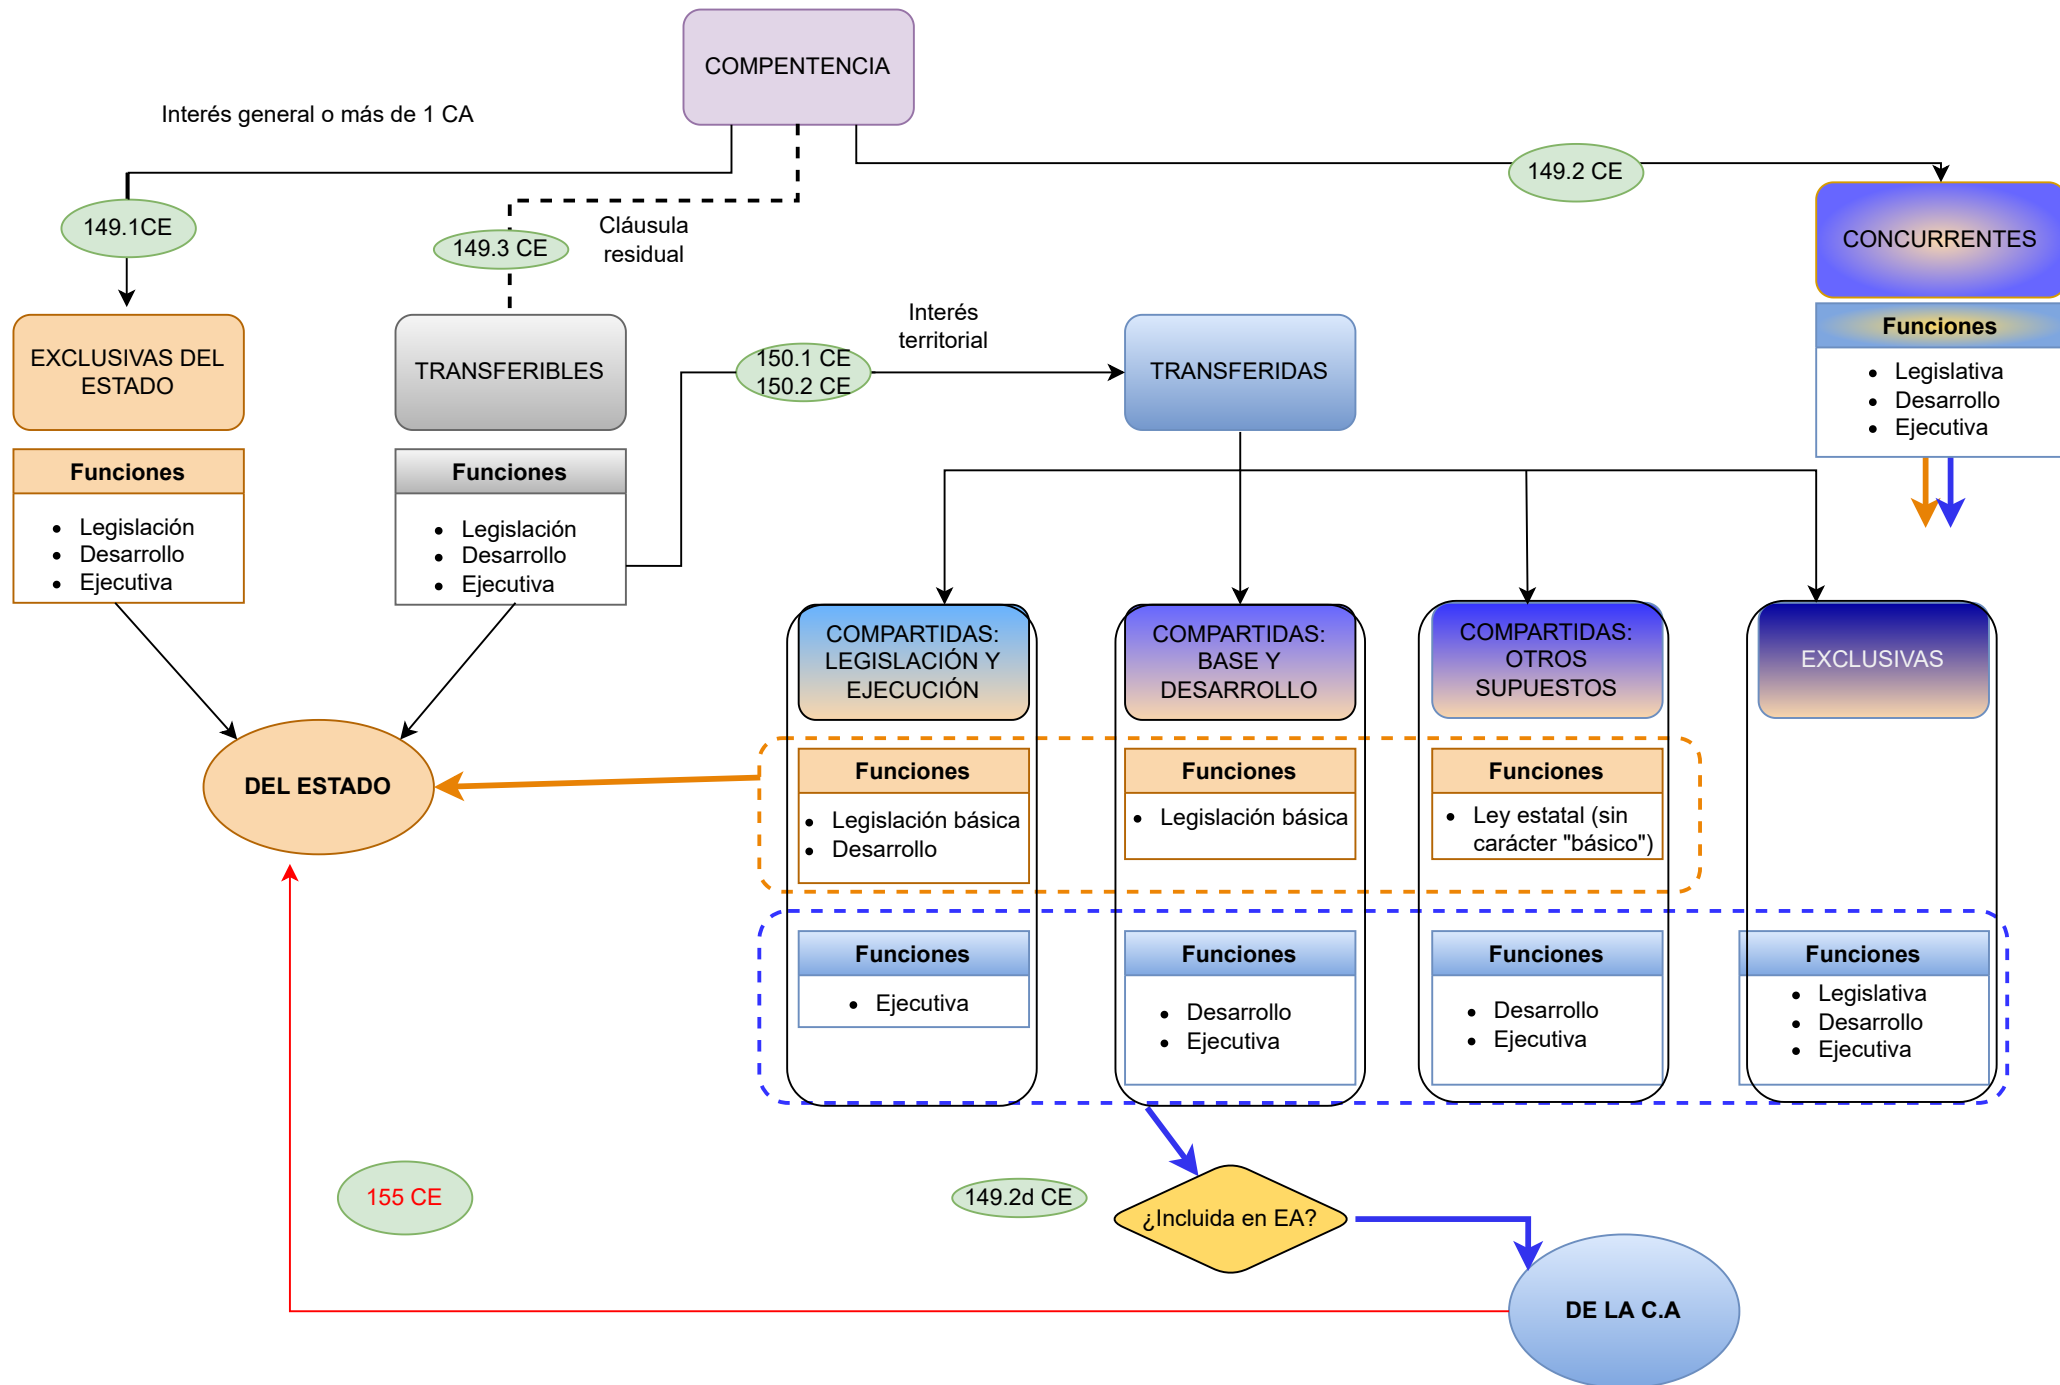 COMPENTENCIA
Interés general o más de 1 CA
149.1CE
149.3 CE
Cláusula
residual
149.2 CE
CONCURRENTES
Funciones
Legislativa
Desarrollo
Ejecutiva
EXCLUSIVAS DEL
ESTADO
Funciones
Legislación
Desarrollo
Ejecutiva
TRANSFERIBLES
Funciones
Legislación
Desarrollo
Ejecutiva
150.1 CE
150.2 CE
Interés
territorial
TRANSFERIDAS
COMPARTIDAS:
LEGISLACIÓN Y
EJECUCIÓN
COMPARTIDAS:
BASE Y
DESARROLLO
COMPARTIDAS:
OTROS
SUPUESTOS
EXCLUSIVAS
DEL ESTADO
Funciones
Legislación básica
Desarrollo
Funciones
Legislación básica
Funciones
Ley estatal (sin
carácter "básico")
Funciones
Ejecutiva
Funciones
Desarrollo
Ejecutiva
Funciones
Desarrollo
Ejecutiva
Funciones
Legislativa
Desarrollo
Ejecutiva
155 CE
149.2d CE
¿Incluida en EA?
DE LA C.A